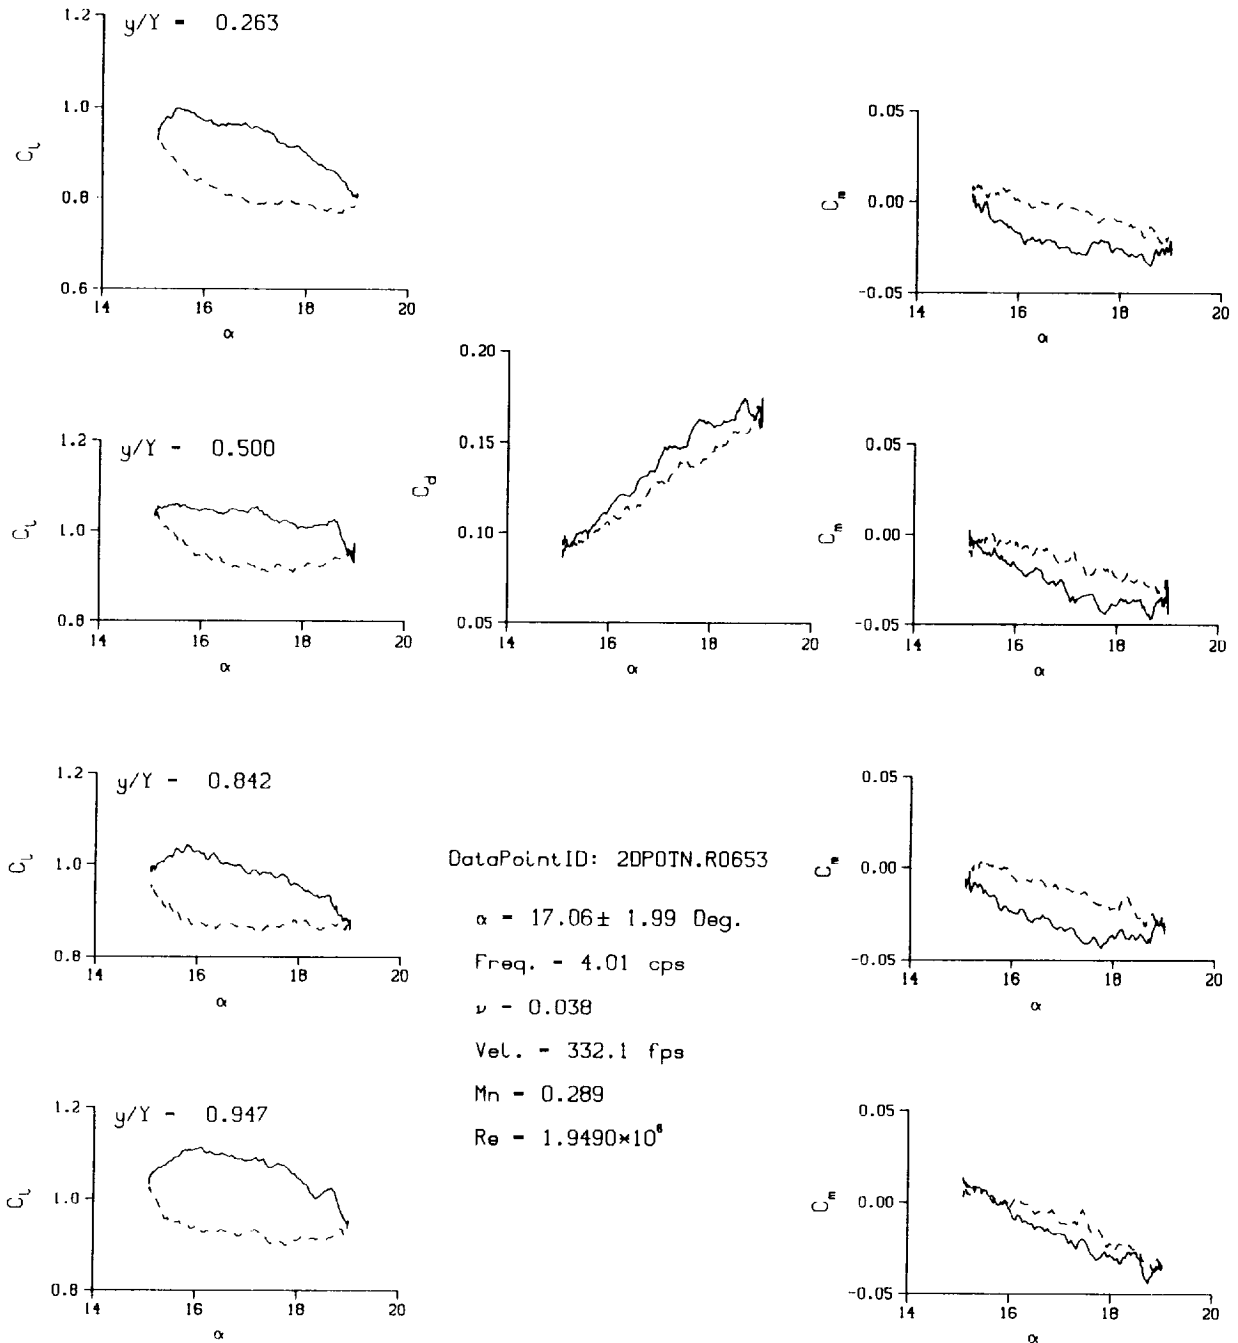 y/Y - 0.263
1.2
1.0
0.8
0.6
C_l
14
16
18
20
α
0.05
0.00
-0.05
C_m
14
16
18
20
α
y/Y - 0.500
1.2
1.0
0.8
C_l
14
16
18
20
α
0.20
0.15
0.10
0.05
C_d
14
16
18
20
α
0.05
0.00
-0.05
C_m
14
16
18
20
α
y/Y - 0.842
1.2
1.0
0.8
C_l
14
16
18
20
α
DataPointID: 2DPOTN.R0653
α - 17.06± 1.99 Deg.
Freq. - 4.01 cps
ν - 0.038
Vel. - 332.1 fps
Mn - 0.289
Re - 1.9490×10⁶
0.05
0.00
-0.05
C_m
14
16
18
20
α
y/Y - 0.947
1.2
1.0
0.8
C_l
14
16
18
20
α
0.05
0.00
-0.05
C_m
14
16
18
20
α